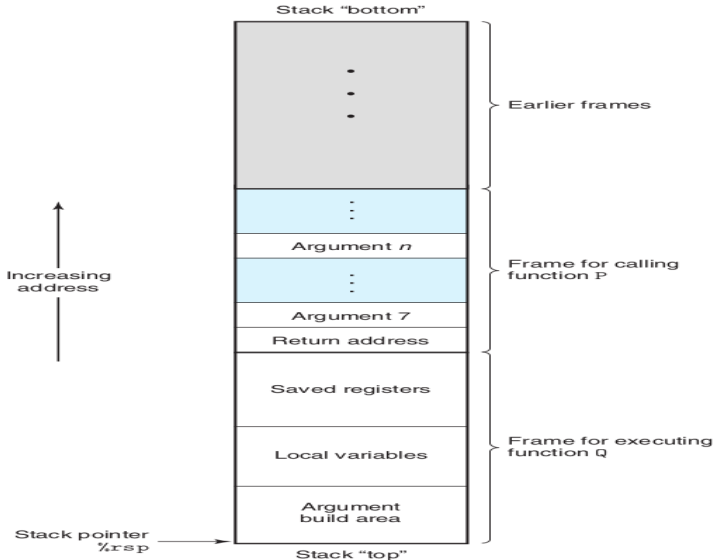 Stack “bottom”
Earlier frames
Increasing
address
Argument n
Frame for calling
function P
Argument 7
Return address
Saved registers
Local variables
Frame for executing
function Q
Argument
build area
Stack pointer
%rsp
Stack “top”